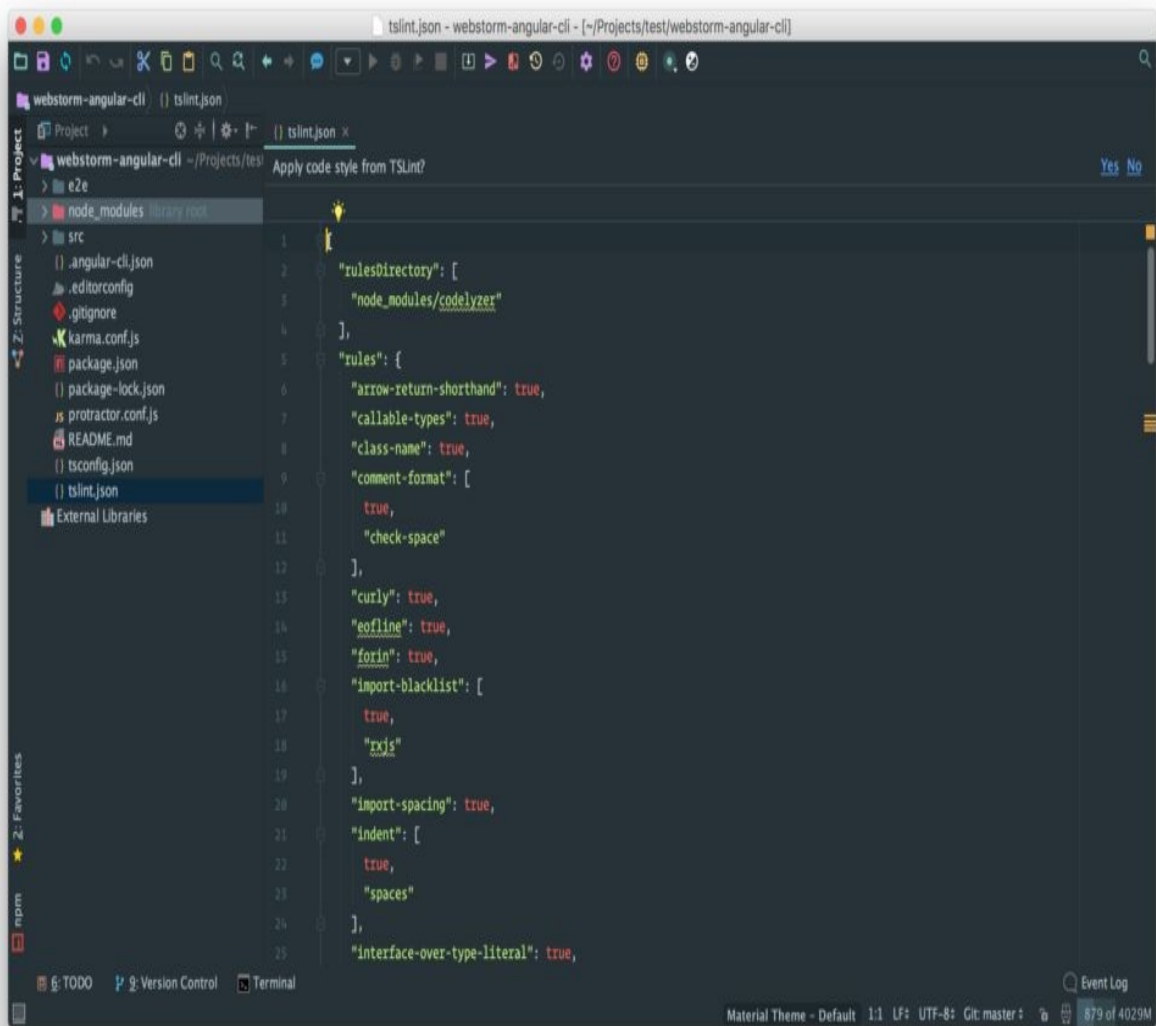 tslint.json - webstorm-angular-cli - [~/Projects/test/webstorm-angular-cli]
webstorm-angular-cli {} tslint.json
1: Project
Z: Structure
2: Favorites
npm
Project
webstorm-angular-cli ~/Projects/tes
e2e
node_modules library root
src
{} .angular-cli.json
.editorconfig
.gitignore
karma.conf.js
package.json
{} package-lock.json
JS protractor.conf.js
README.md
{} tsconfig.json
{} tslint.json
External Libraries
{} tslint.json ×
Apply code style from TSLint? Yes No
1 {
2 "rulesDirectory": [
3 "node_modules/codelyzer"
4 ],
5 "rules": {
6 "arrow-return-shorthand": true,
7 "callable-types": true,
8 "class-name": true,
9 "comment-format": [
10 true,
11 "check-space"
12 ],
13 "curly": true,
14 "eofline": true,
15 "forin": true,
16 "import-blacklist": [
17 true,
18 "rxjs"
19 ],
20 "import-spacing": true,
21 "indent": [
22 true,
23 "spaces"
24 ],
25 "interface-over-type-literal": true,
6: TODO 9: Version Control Terminal Event Log
Material Theme - Default 1:1 LF÷ UTF-8÷ Git: master÷ 879 of 4029M